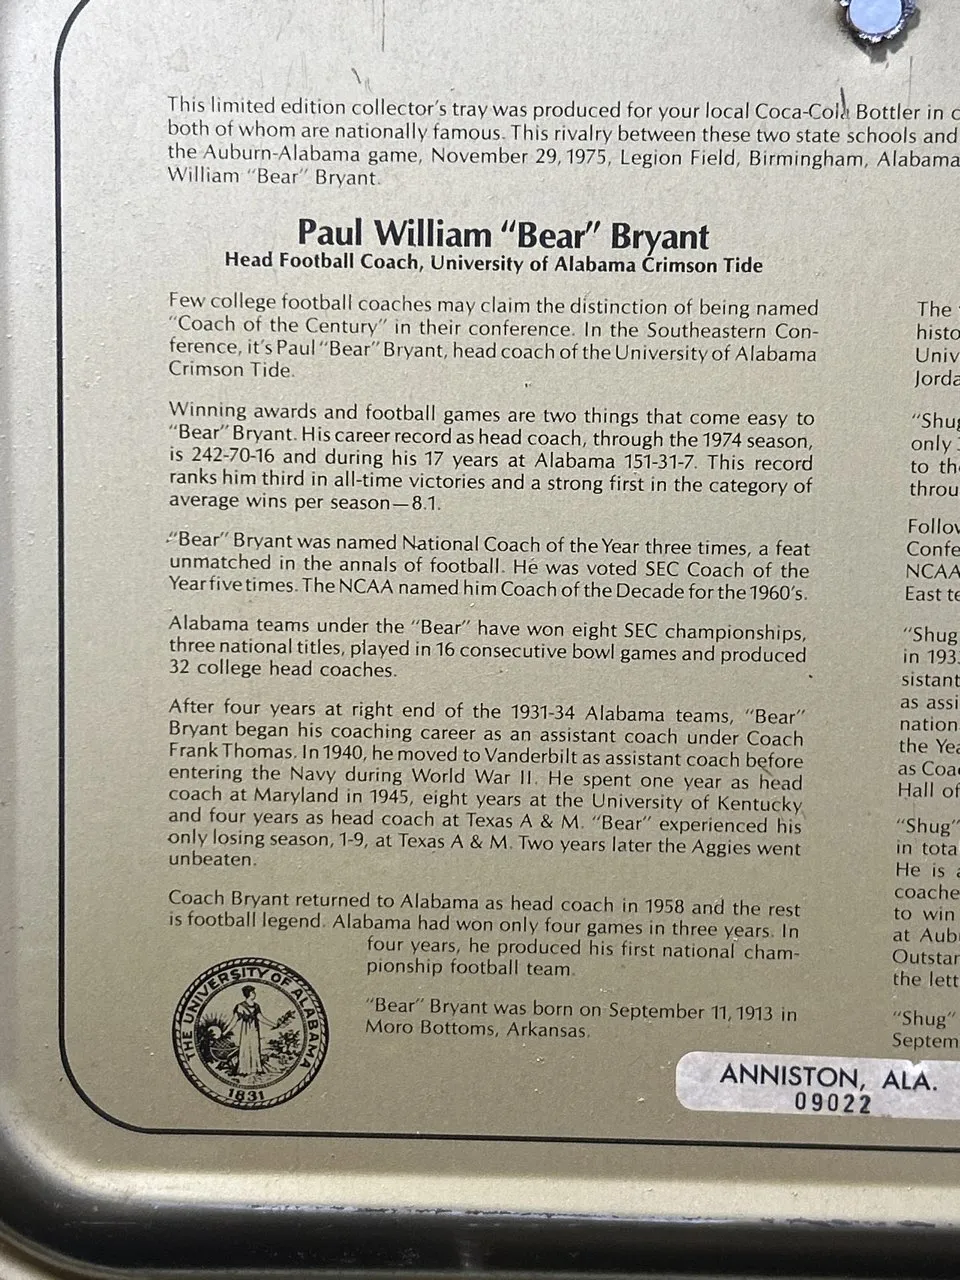 This limited edition collector's tray was produced for your local Coca-Cola Bottler in
both of whom are nationally famous. This rivalry between these two state schools and
the Auburn-Alabama game, November 29, 1975, Legion Field, Birmingham, Alabama
William "Bear" Bryant.
Paul William "Bear" Bryant
Head Football Coach, University of Alabama Crimson Tide
Few college football coaches may claim the distinction of being named
"Coach of the Century" in their conference. In the Southeastern Con-
ference, it's Paul "Bear" Bryant, head coach of the University of Alabama
Crimson Tide.
Winning awards and football games are two things that come easy to
"Bear" Bryant. His career record as head coach, through the 1974 season,
is 242-70-16 and during his 17 years at Alabama 151-31-7. This record
ranks him third in all-time victories and a strong first in the category of
average wins per season—8.1.
"Bear" Bryant was named National Coach of the Year three times, a feat
unmatched in the annals of football. He was voted SEC Coach of the
Year five times. The NCAA named him Coach of the Decade for the 1960's.
Alabama teams under the "Bear" have won eight SEC championships,
three national titles, played in 16 consecutive bowl games and produced
32 college head coaches.
After four years at right end of the 1931-34 Alabama teams, "Bear"
Bryant began his coaching career as an assistant coach under Coach
Frank Thomas. In 1940, he moved to Vanderbilt as assistant coach before
entering the Navy during World War II. He spent one year as head
coach at Maryland in 1945, eight years at the University of Kentucky
and four years as head coach at Texas A & M. "Bear" experienced his
only losing season, 1-9, at Texas A & M. Two years later the Aggies went
unbeaten.
Coach Bryant returned to Alabama as head coach in 1958 and the rest
is football legend. Alabama had won only four games in three years. In
four years, he produced his first national cham-
pionship football team.
"Bear" Bryant was born on September 11, 1913 in
Moro Bottoms, Arkansas.
THE UNIVERSITY OF ALABAMA
1831
The
histo
Univ
Jorda
"Shug
only
to th
throu
Follow
Confe
NCAA
East te
"Shug
in 193
sistant
as assi
nation
the Yea
as Coa
Hall of
"Shug"
in tota
He is
coache
to win
at Aub
Outstan
the lett
"Shug"
Septem
ANNISTON, ALA.
09022